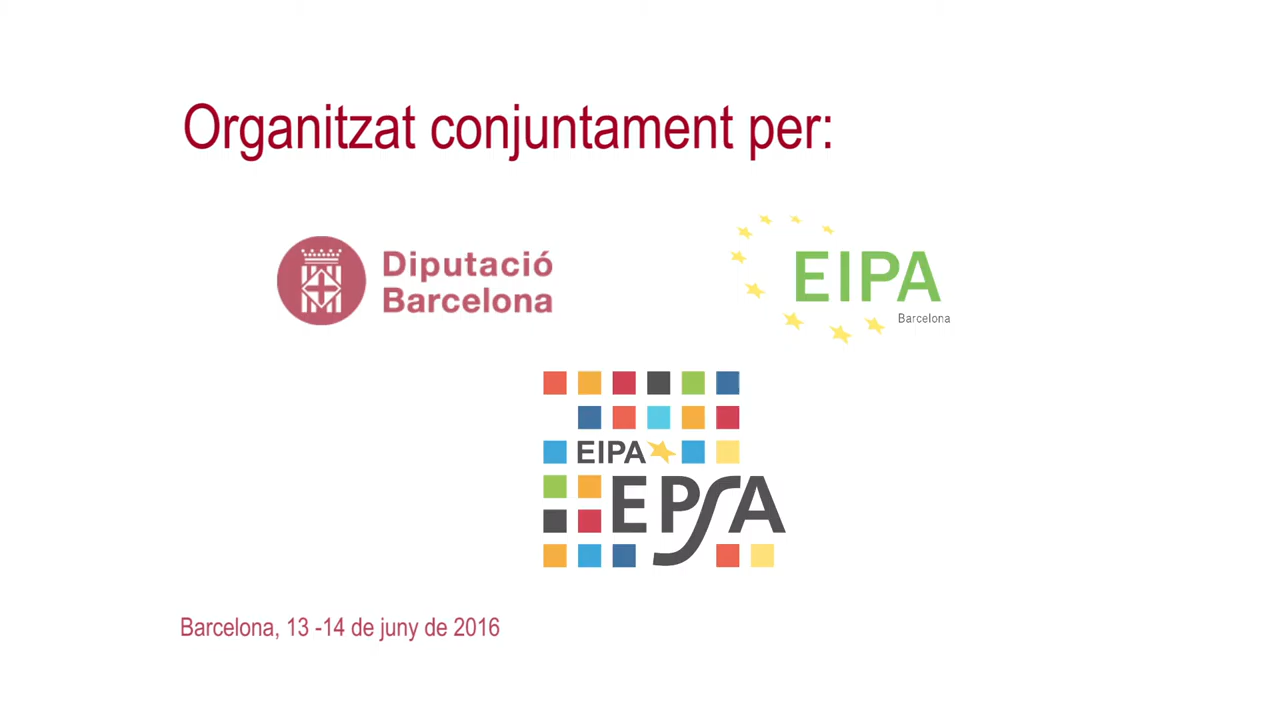 Organitzat conjuntament per:
Diputació
Barcelona
EIPA
Barcelona
EIPA
EPSA
Barcelona, 13 -14 de juny de 2016